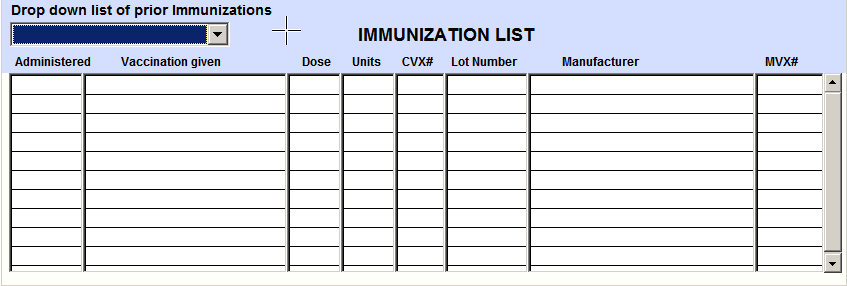 Drop down list of prior Immunizations
IMMUNIZATION LIST
Administered Vaccination given Dose Units CVX# Lot Number Manufacturer MVX#